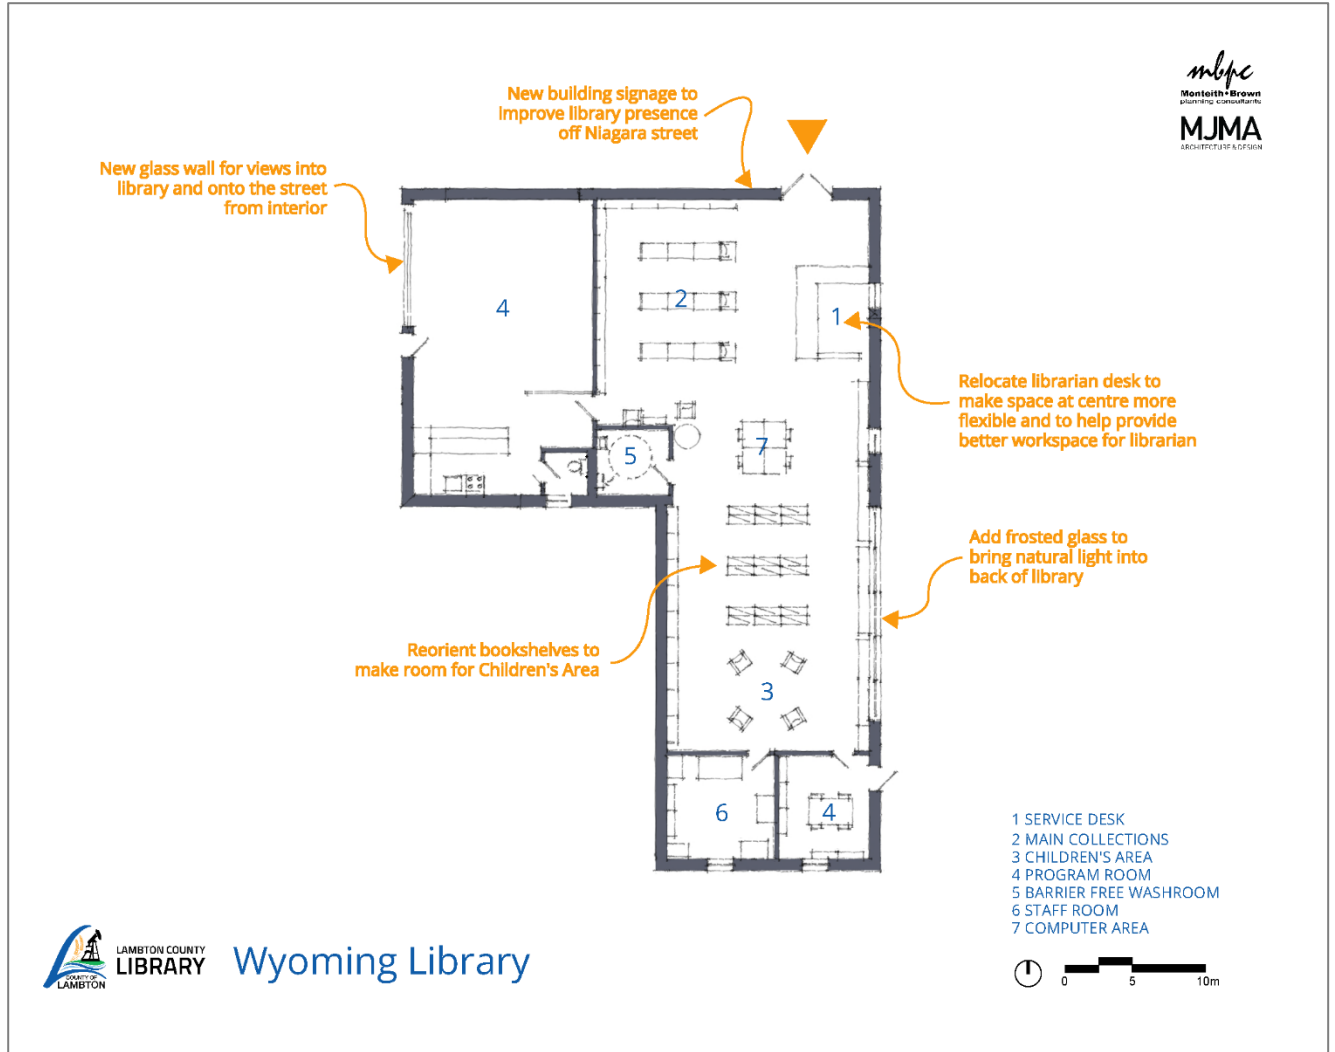 mbpc
Monteith•Brown
planning consultants
MJMA
ARCHITECTURE & DESIGN
New building signage to
improve library presence
off Niagara street
New glass wall for views into
library and onto the street
from interior
4
2
1
Relocate librarian desk to
make space at centre more
flexible and to help provide
better workspace for librarian
5
7
Add frosted glass to
bring natural light into
back of library
Reorient bookshelves to
make room for Children's Area
3
6
4
1 SERVICE DESK
2 MAIN COLLECTIONS
3 CHILDREN'S AREA
4 PROGRAM ROOM
5 BARRIER FREE WASHROOM
6 STAFF ROOM
7 COMPUTER AREA
0 5 10m
COUNTY OF
LAMBTON
LAMBTON COUNTY
LIBRARY
Wyoming Library